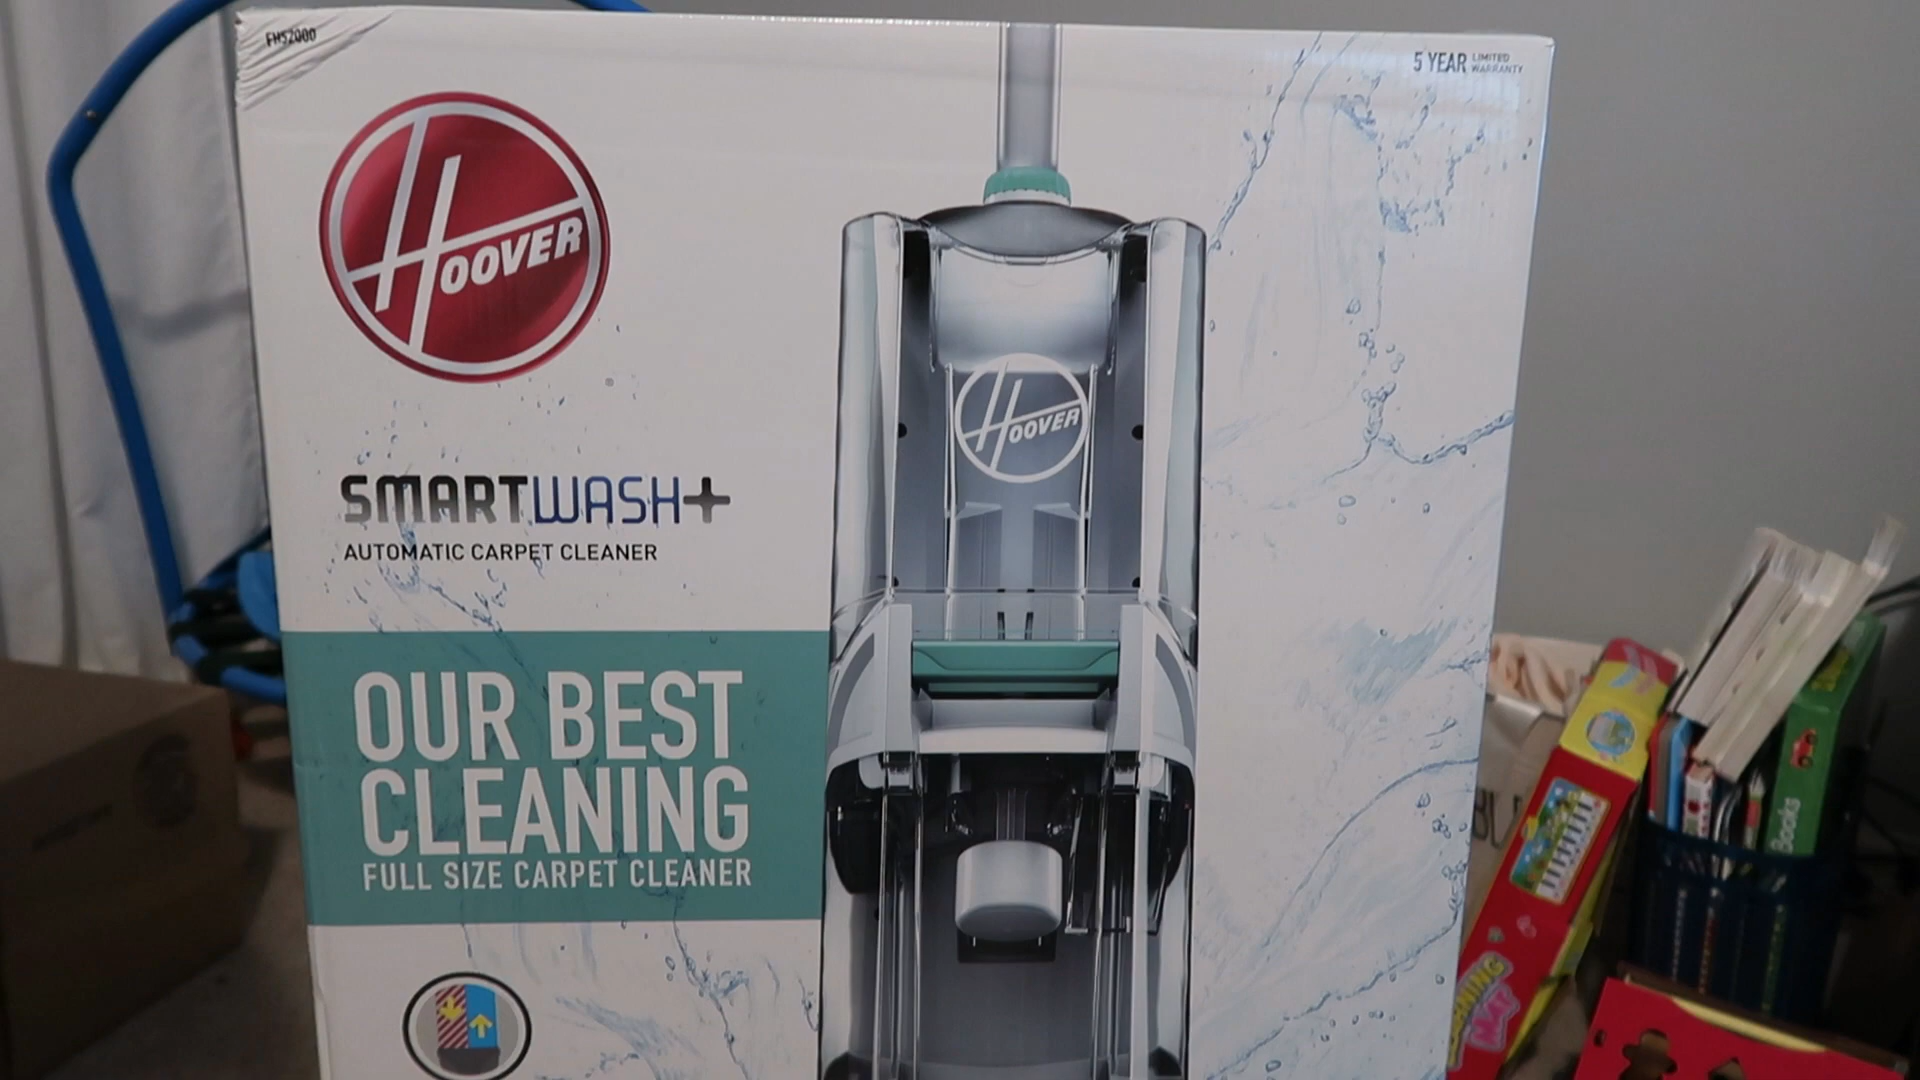 FH52000
5 YEAR LIMITED WARRANTY
HOOVER
®
SMARTWASH+
AUTOMATIC CARPET CLEANER
HOOVER
OUR BEST
CLEANING
FULL SIZE CARPET CLEANER
Books
MAT